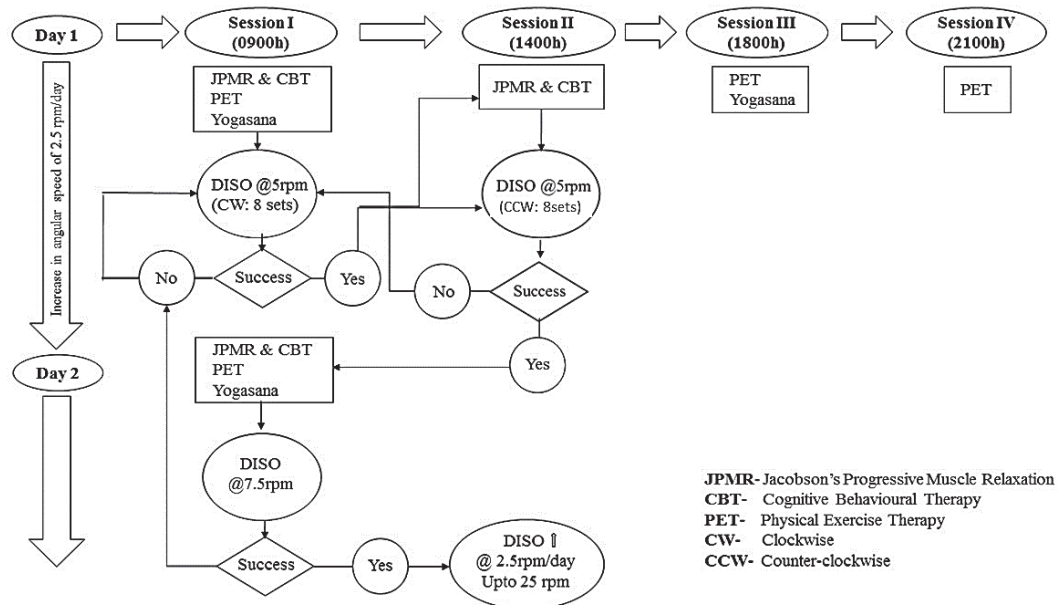 Day 1
Session I
(0900h)
Session II
(1400h)
Session III
(1800h)
Session IV
(2100h)
Increase in angular speed of 2.5 rpm/day
JPMR & CBT
PET
Yogasana
JPMR & CBT
PET
Yogasana
PET
DISO @5rpm
(CW: 8 sets)
DISO @5rpm
(CCW: 8sets)
No
Success
Yes
No
Success
Yes
Day 2
JPMR & CBT
PET
Yogasana
DISO
@7.5rpm
Success
Yes
DISO ⇑
@ 2.5rpm/day
Upto 25 rpm
JPMR- Jacobson's Progressive Muscle Relaxation
CBT- Cognitive Behavioural Therapy
PET- Physical Exercise Therapy
CW- Clockwise
CCW- Counter-clockwise